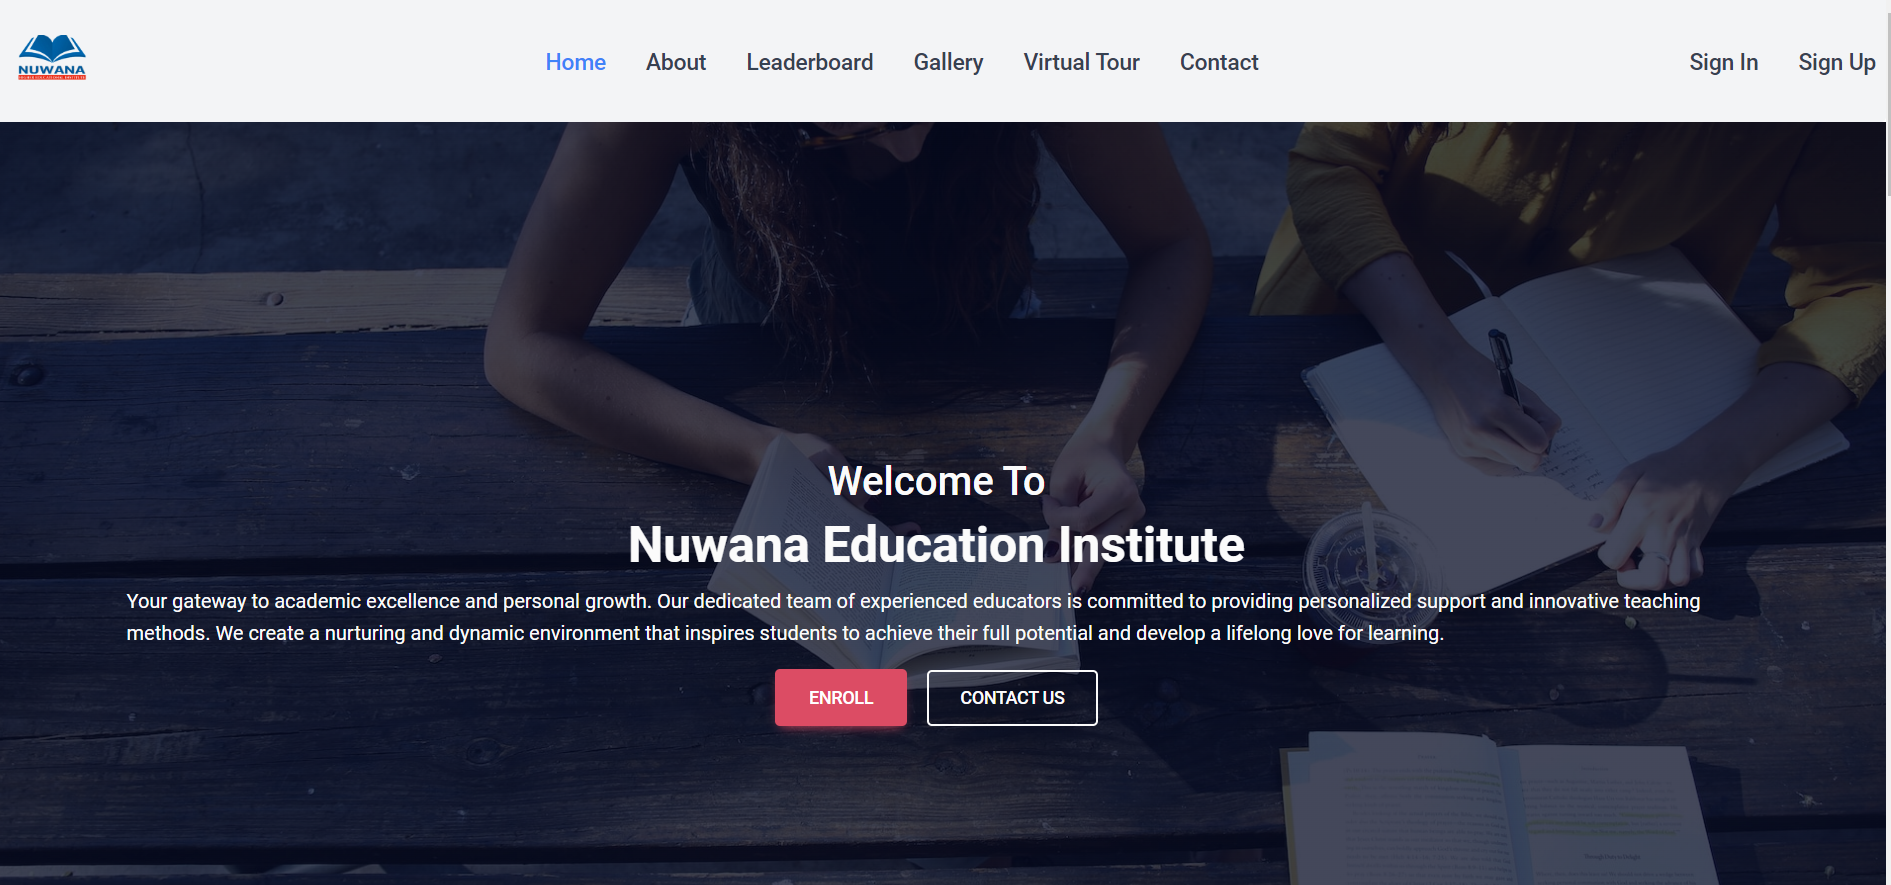 NUWANA
Home
About
Leaderboard
Gallery
Virtual Tour
Contact
Sign In
Sign Up
Welcome To
Nuwana Education Institute
Your gateway to academic excellence and personal growth. Our dedicated team of experienced educators is committed to providing personalized support and innovative teaching
methods. We create a nurturing and dynamic environment that inspires students to achieve their full potential and develop a lifelong love for learning.
ENROLL
CONTACT US